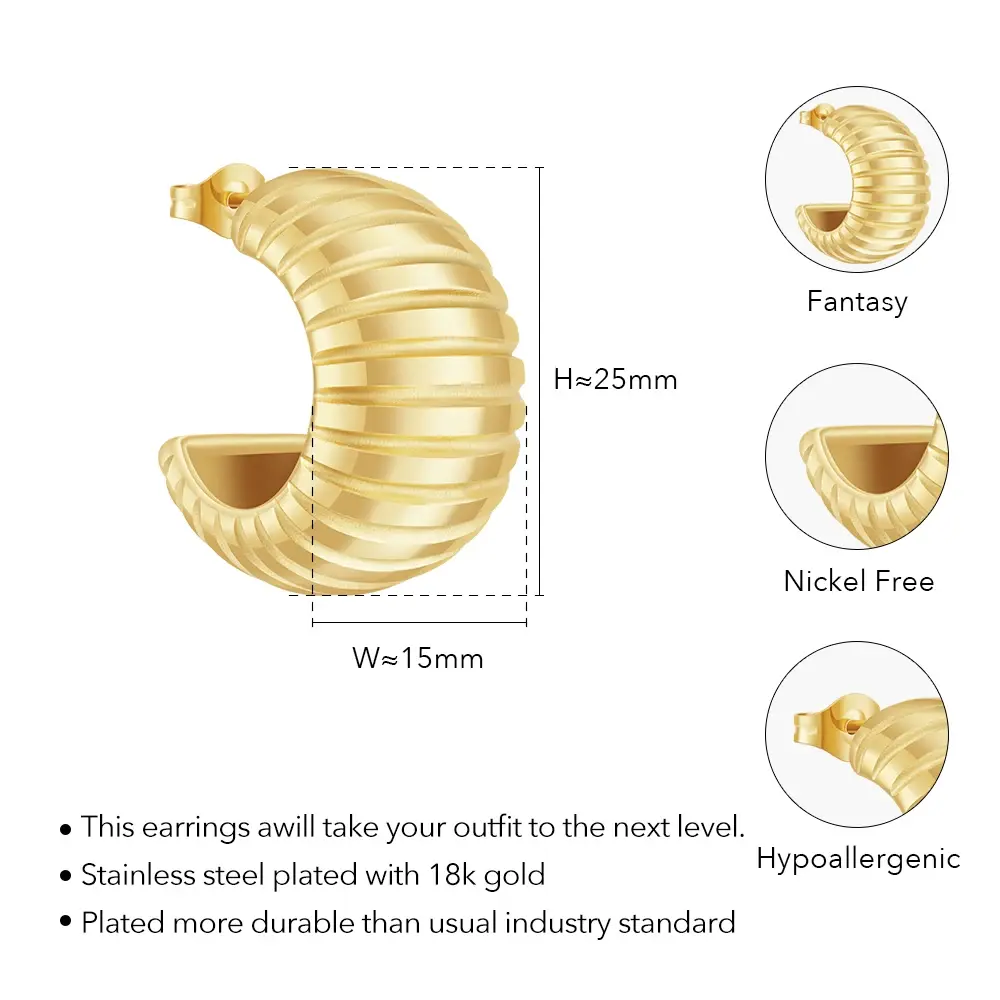 Fantasy
H≈25mm
Nickel Free
W≈15mm
• This earrings awill take your outfit to the next level.
• Stainless steel plated with 18k gold
• Plated more durable than usual industry standard
Hypoallergenic